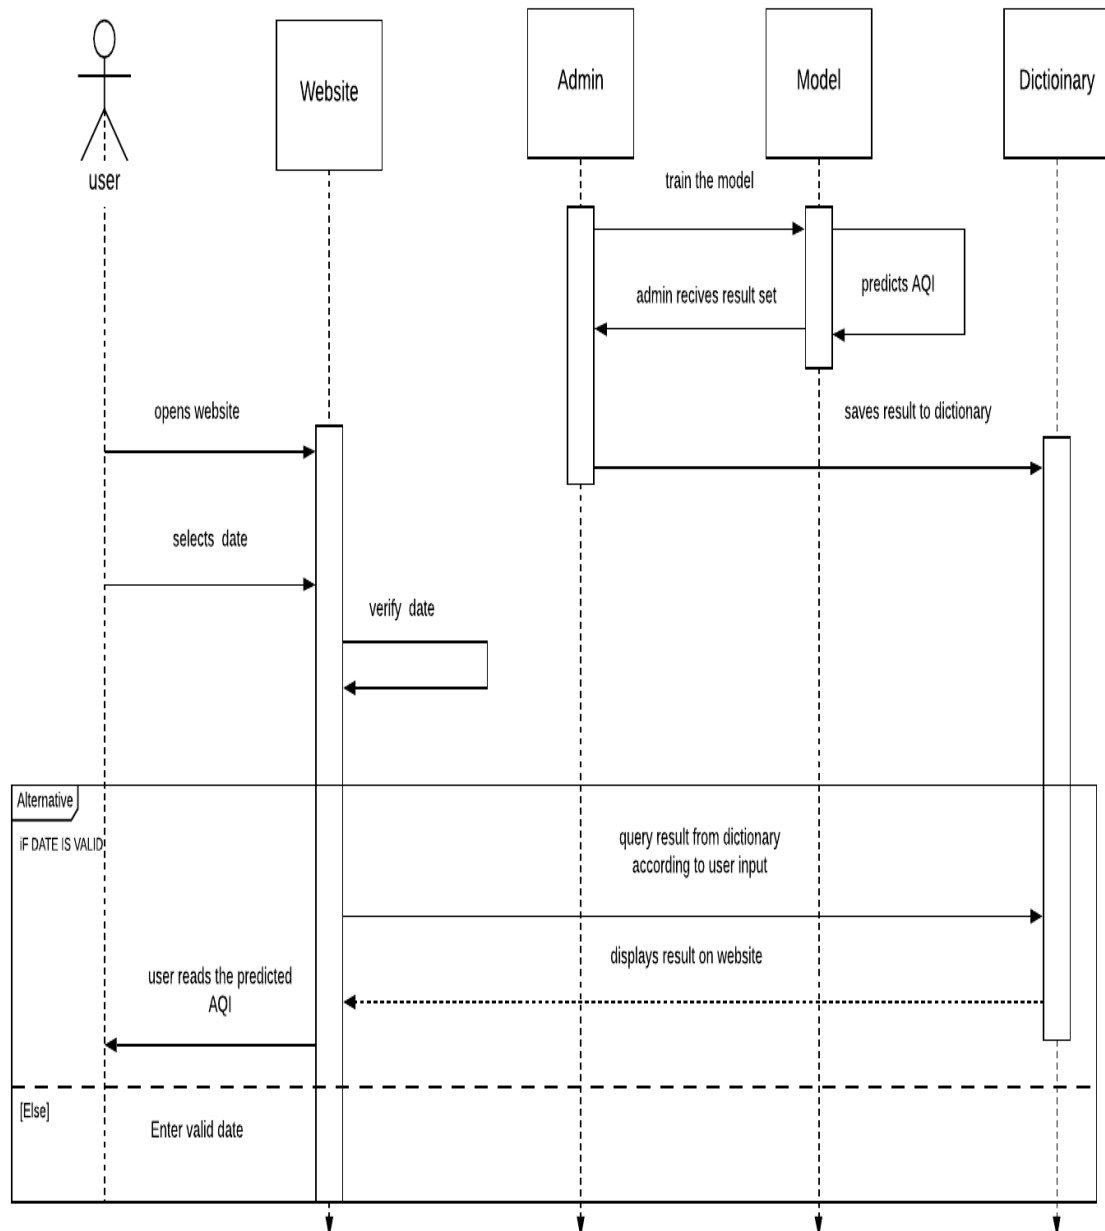 user
Website
Admin
Model
Dictioinary
train the model
predicts AQI
admin recives result set
opens website
saves result to dictionary
selects date
verify date
Alternative
iF DATE IS VALID
query result from dictionary
according to user input
displays result on website
user reads the predicted
AQI
[Else]
Enter valid date